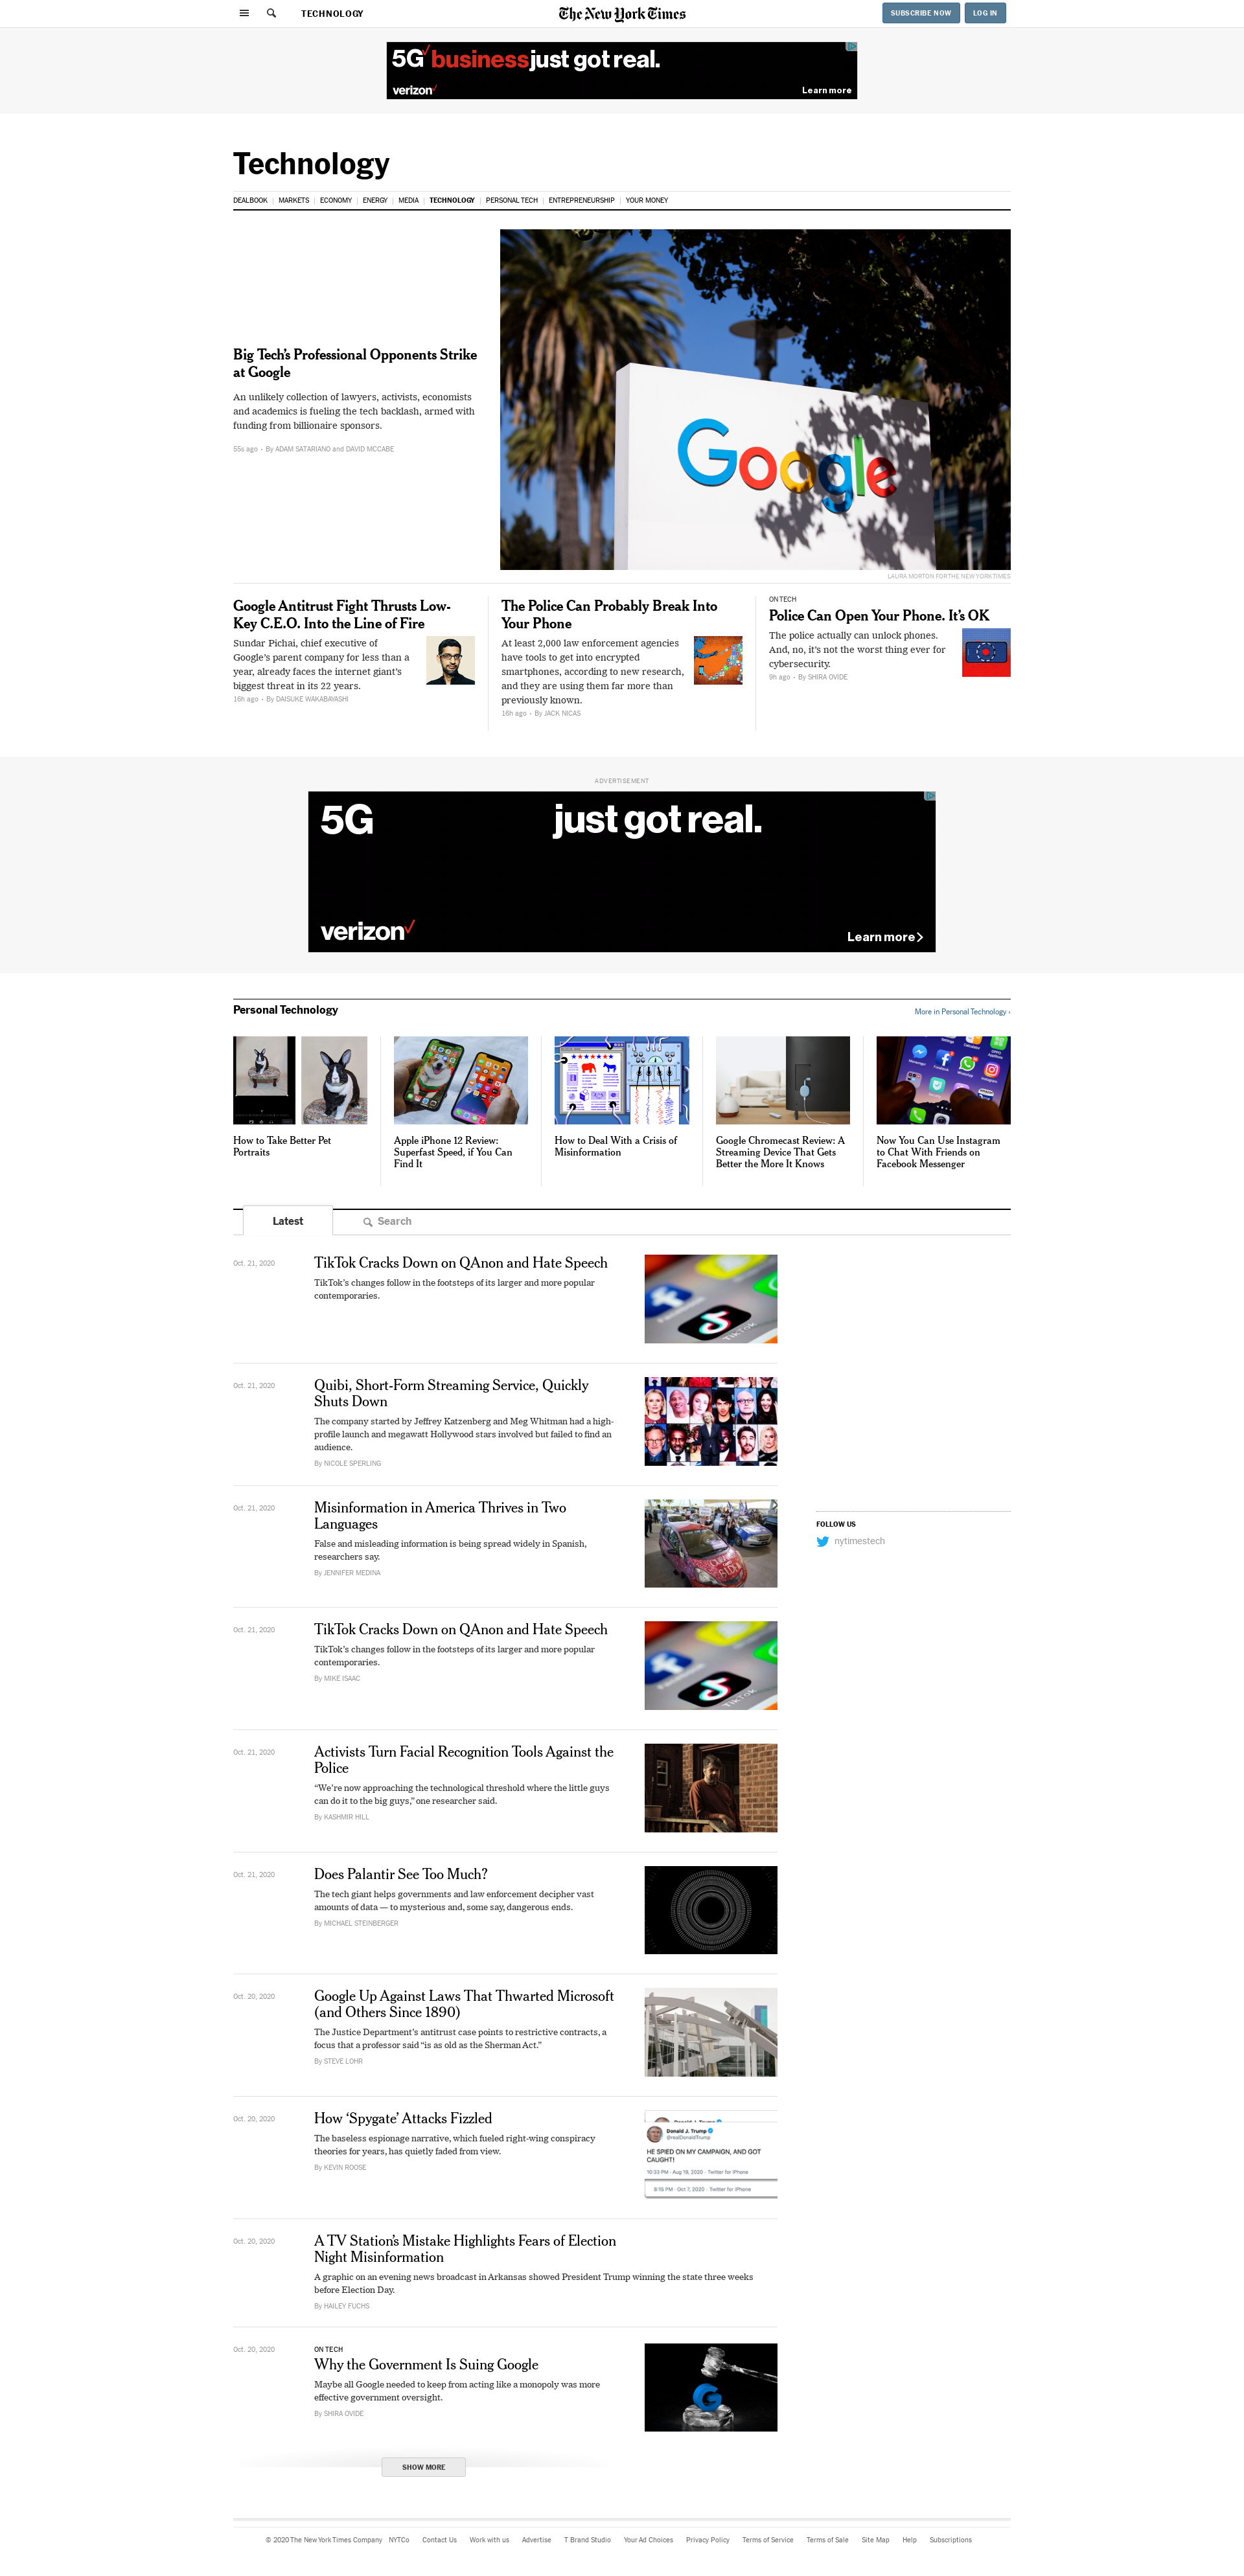 TECHNOLOGY
The New York Times
SUBSCRIBE NOW
LOG IN
5G business just got real.
verizon
Learn more
Technology
DEALBOOK MARKETS ECONOMY ENERGY MEDIA TECHNOLOGY PERSONAL TECH ENTREPRENEURSHIP YOUR MONEY
Big Tech’s Professional Opponents Strike
at Google
An unlikely collection of lawyers, activists, economists
and academics is fueling the tech backlash, armed with
funding from billionaire sponsors.
55s ago • By ADAM SATARIANO and DAVID MCCABE
Google
LAURA MORTON FOR THE NEW YORK TIMES
Google Antitrust Fight Thrusts Low-
Key C.E.O. Into the Line of Fire
Sundar Pichai, chief executive of
Google’s parent company for less than a
year, already faces the internet giant’s
biggest threat in its 22 years.
16h ago • By DAISUKE WAKABAYASHI
The Police Can Probably Break Into
Your Phone
At least 2,000 law enforcement agencies
have tools to get into encrypted
smartphones, according to new research,
and they are using them far more than
previously known.
16h ago • By JACK NICAS
ON TECH
Police Can Open Your Phone. It’s OK
The police actually can unlock phones.
And, no, it’s not the worst thing ever for
cybersecurity.
9h ago • By SHIRA OVIDE
ADVERTISEMENT
5G just got real.
verizon
Learn more
Personal Technology
More in Personal Technology ›
How to Take Better Pet
Portraits
Apple iPhone 12 Review:
Superfast Speed, if You Can
Find It
How to Deal With a Crisis of
Misinformation
Google Chromecast Review: A
Streaming Device That Gets
Better the More It Knows
Now You Can Use Instagram
to Chat With Friends on
Facebook Messenger
Latest
Search
Oct. 21, 2020
TikTok Cracks Down on QAnon and Hate Speech
TikTok’s changes follow in the footsteps of its larger and more popular
contemporaries.
TikTok
Oct. 21, 2020
Quibi, Short-Form Streaming Service, Quickly
Shuts Down
The company started by Jeffrey Katzenberg and Meg Whitman had a high-
profile launch and megawatt Hollywood stars involved but failed to find an
audience.
By NICOLE SPERLING
Oct. 21, 2020
Misinformation in America Thrives in Two
Languages
False and misleading information is being spread widely in Spanish,
researchers say.
By JENNIFER MEDINA
FOLLOW US
nytimestech
Oct. 21, 2020
TikTok Cracks Down on QAnon and Hate Speech
TikTok’s changes follow in the footsteps of its larger and more popular
contemporaries.
By MIKE ISAAC
TikTok
Oct. 21, 2020
Activists Turn Facial Recognition Tools Against the
Police
“We’re now approaching the technological threshold where the little guys
can do it to the big guys,” one researcher said.
By KASHMIR HILL
Oct. 21, 2020
Does Palantir See Too Much?
The tech giant helps governments and law enforcement decipher vast
amounts of data — to mysterious and, some say, dangerous ends.
By MICHAEL STEINBERGER
Oct. 20, 2020
Google Up Against Laws That Thwarted Microsoft
(and Others Since 1890)
The Justice Department’s antitrust case points to restrictive contracts, a
focus that a professor said “is as old as the Sherman Act.”
By STEVE LOHR
Oct. 20, 2020
How ‘Spygate’ Attacks Fizzled
The baseless espionage narrative, which fueled right-wing conspiracy
theories for years, has quietly faded from view.
By KEVIN ROOSE
Donald J. Trump
@realDonaldTrump
HE SPIED ON MY CAMPAIGN, AND GOT
CAUGHT!
10:33 PM · Aug 16, 2020 · Twitter for iPhone
9:15 PM · Oct 7, 2020 · Twitter for iPhone
Oct. 20, 2020
A TV Station’s Mistake Highlights Fears of Election
Night Misinformation
A graphic on an evening news broadcast in Arkansas showed President Trump winning the state three weeks
before Election Day.
By HAILEY FUCHS
Oct. 20, 2020
ON TECH
Why the Government Is Suing Google
Maybe all Google needed to keep from acting like a monopoly was more
effective government oversight.
By SHIRA OVIDE
SHOW MORE
© 2020 The New York Times Company NYTCo Contact Us Work with us Advertise T Brand Studio Your Ad Choices Privacy Policy Terms of Service Terms of Sale Site Map Help Subscriptions